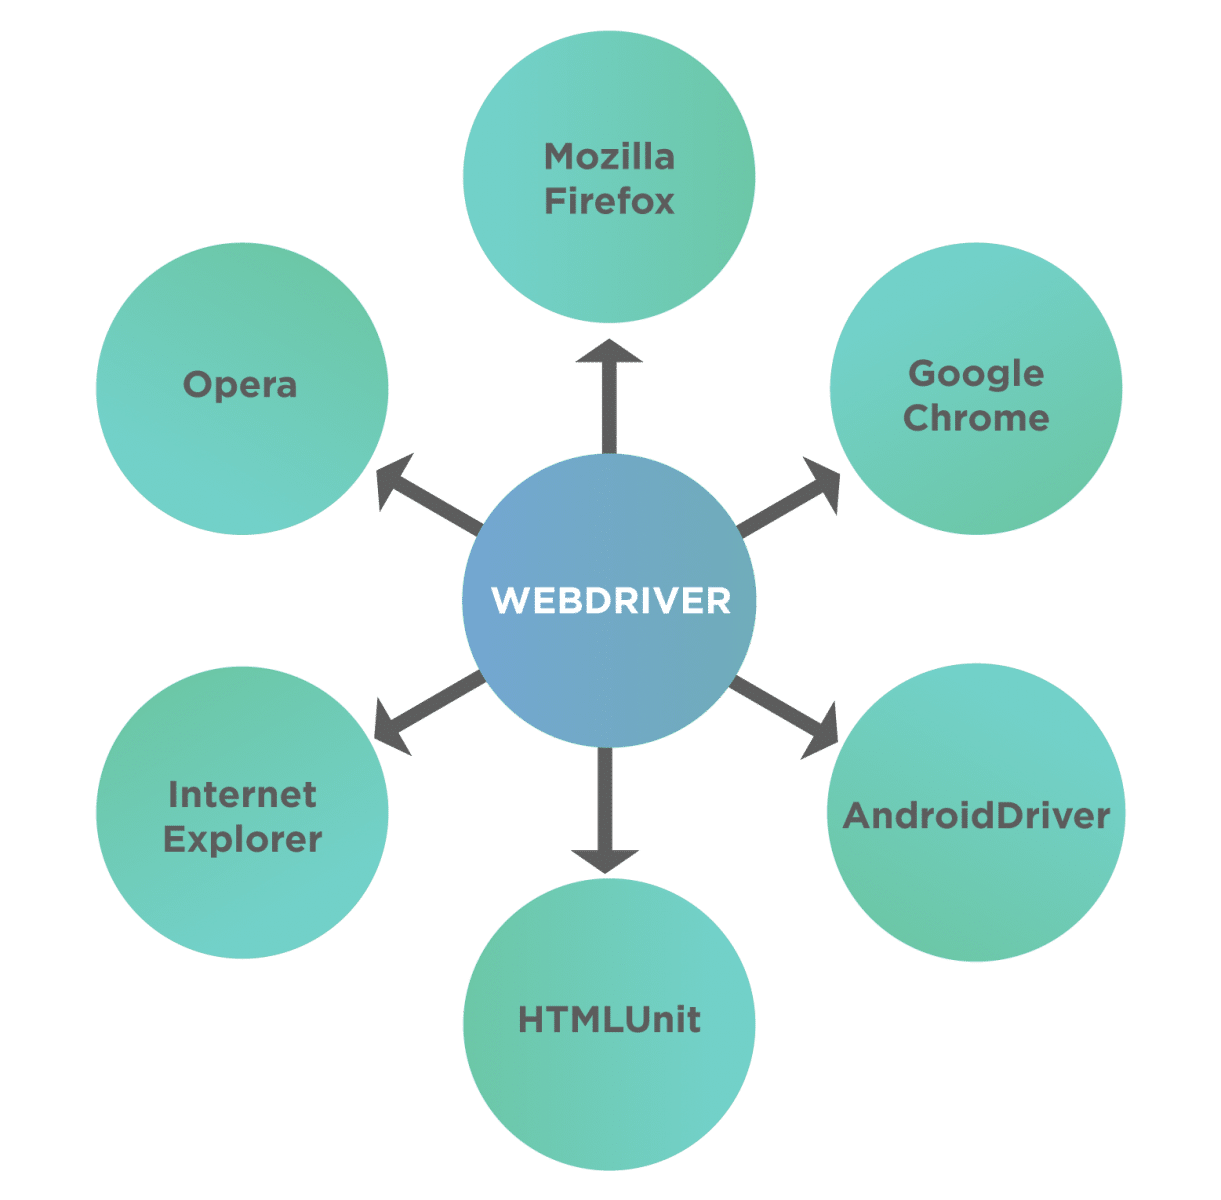 Mozilla
Firefox
Opera
Google
Chrome
WEBDRIVER
Internet
Explorer
AndroidDriver
HTMLUnit